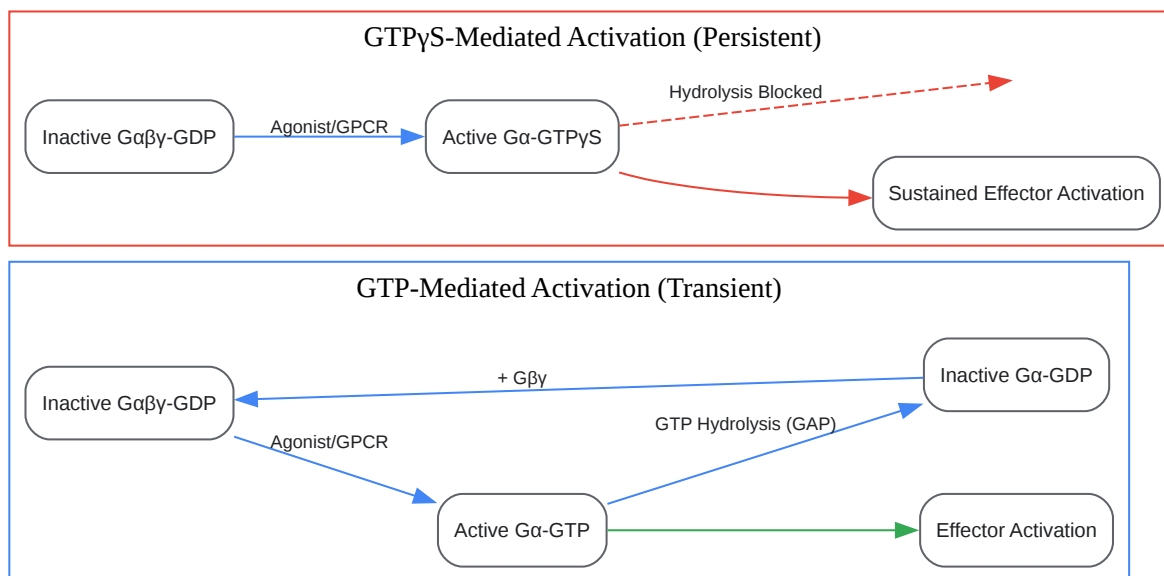 GTPγS-Mediated Activation (Persistent)
Hydrolysis Blocked
Inactive Gαβγ-GDP
Agonist/GPCR
Active Gα-GTPγS
Sustained Effector Activation
GTP-Mediated Activation (Transient)
+ Gβγ
Inactive Gα-GDP
Inactive Gαβγ-GDP
GTP Hydrolysis (GAP)
Agonist/GPCR
Active Gα-GTP
Effector Activation